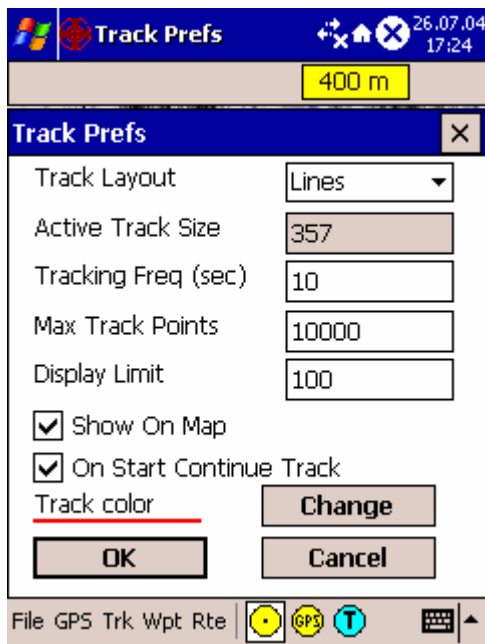 Track Prefs 26.07.04
17:24
400 m
Track Prefs
Track Layout Lines
Active Track Size 357
Tracking Freq (sec) 10
Max Track Points 10000
Display Limit 100
Show On Map
On Start Continue Track
Track color Change
OK Cancel
File GPS Trk Wpt Rte GPS T